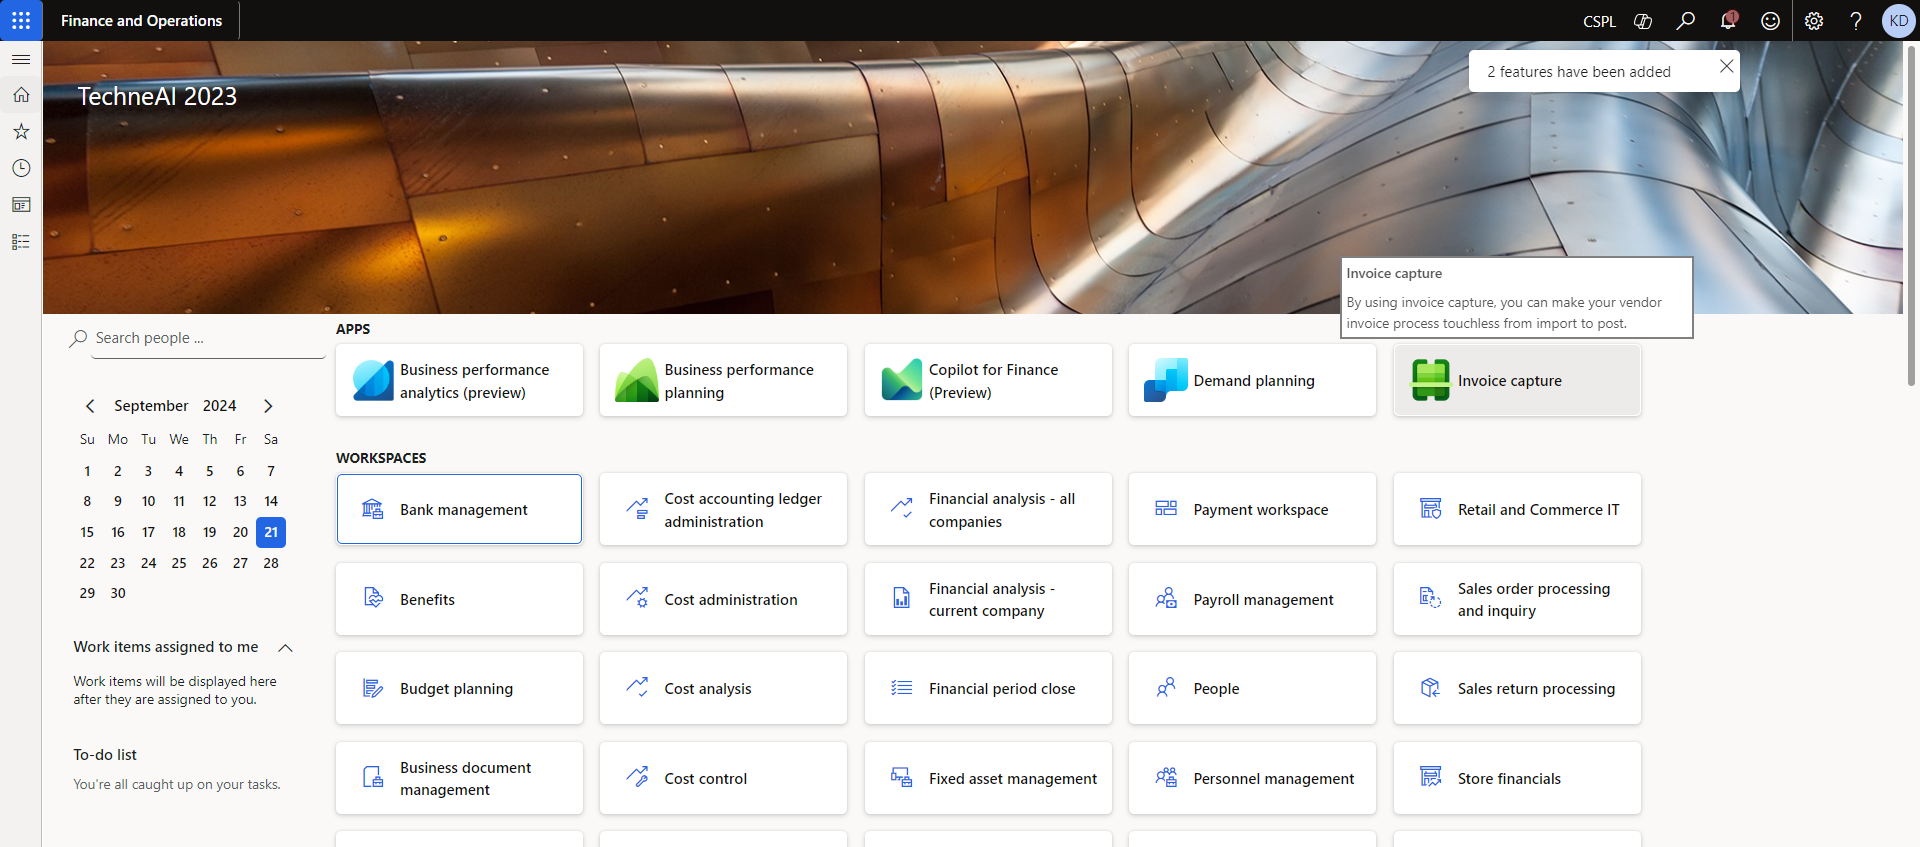 Finance and Operations
CSPL
1
KD
TechneAI 2023
2 features have been added
Invoice capture
By using invoice capture, you can make your vendor
invoice process touchless from import to post.
Search people ...
September 2024
Su Mo Tu We Th Fr Sa
1 2 3 4 5 6 7
8 9 10 11 12 13 14
15 16 17 18 19 20 21
22 23 24 25 26 27 28
29 30
Work items assigned to me
Work items will be displayed here
after they are assigned to you.
To-do list
You're all caught up on your tasks.
APPS
Business performance
analytics (preview)
Business performance
planning
Copilot for Finance
(Preview)
Demand planning
Invoice capture
WORKSPACES
Bank management
Cost accounting ledger
administration
Financial analysis - all
companies
Payment workspace
Retail and Commerce IT
Benefits
Cost administration
Financial analysis -
current company
Payroll management
Sales order processing
and inquiry
Budget planning
Cost analysis
Financial period close
People
Sales return processing
Business document
management
Cost control
Fixed asset management
Personnel management
Store financials